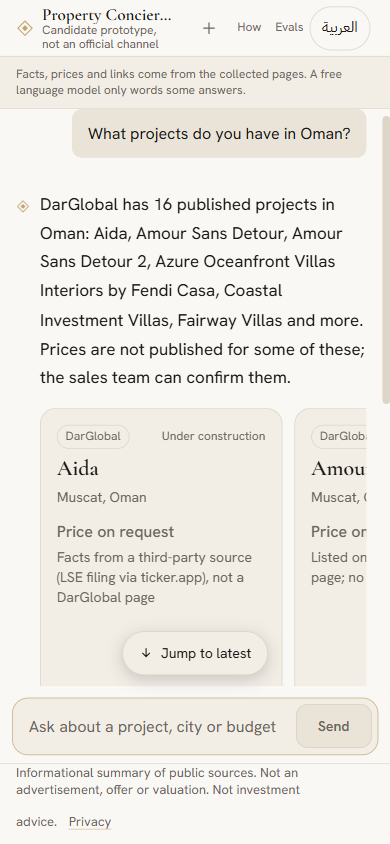 Property Concier...
Candidate prototype,
not an official channel
+
How
Evals
العربية
Facts, prices and links come from the collected pages. A free
language model only words some answers.
What projects do you have in Oman?
DarGlobal has 16 published projects in
Oman: Aida, Amour Sans Detour, Amour
Sans Detour 2, Azure Oceanfront Villas
Interiors by Fendi Casa, Coastal
Investment Villas, Fairway Villas and more.
Prices are not published for some of these;
the sales team can confirm them.
DarGlobal
Under construction
Aida
Muscat, Oman
Price on request
Facts from a third-party source
(LSE filing via ticker.app), not a
DarGlobal page
DarGloba
Amou
Muscat, O
Price or
Listed on
page; no
↓ Jump to latest
Ask about a project, city or budget
Send
Informational summary of public sources. Not an
advertisement, offer or valuation. Not investment
advice. Privacy